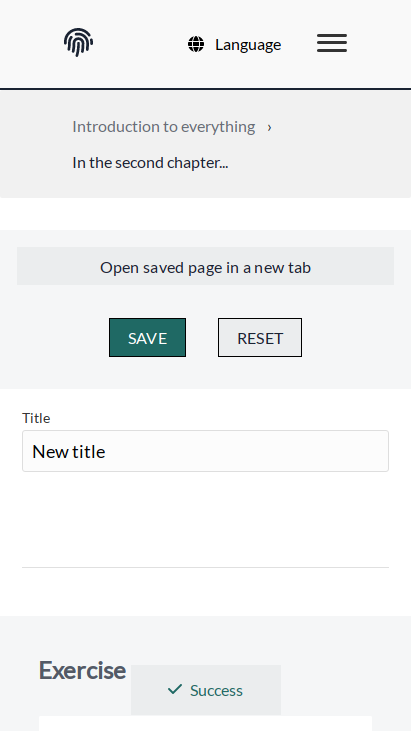 Language
Introduction to everything ›
In the second chapter...
Open saved page in a new tab
SAVE RESET
Title
New title
Exercise
Success